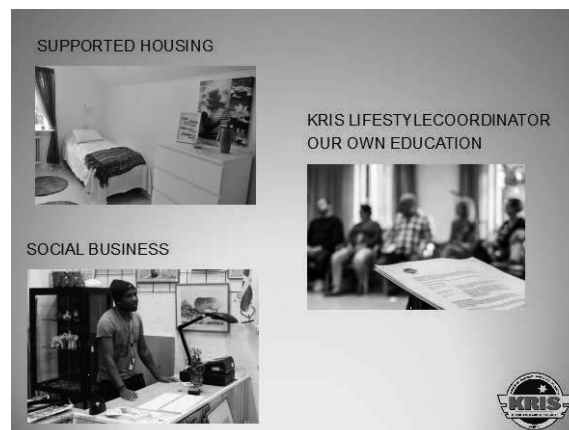 SUPPORTED HOUSING
KRIS LIFESTYLECOORDINATOR
OUR OWN EDUCATION
SOCIAL BUSINESS
KRIS